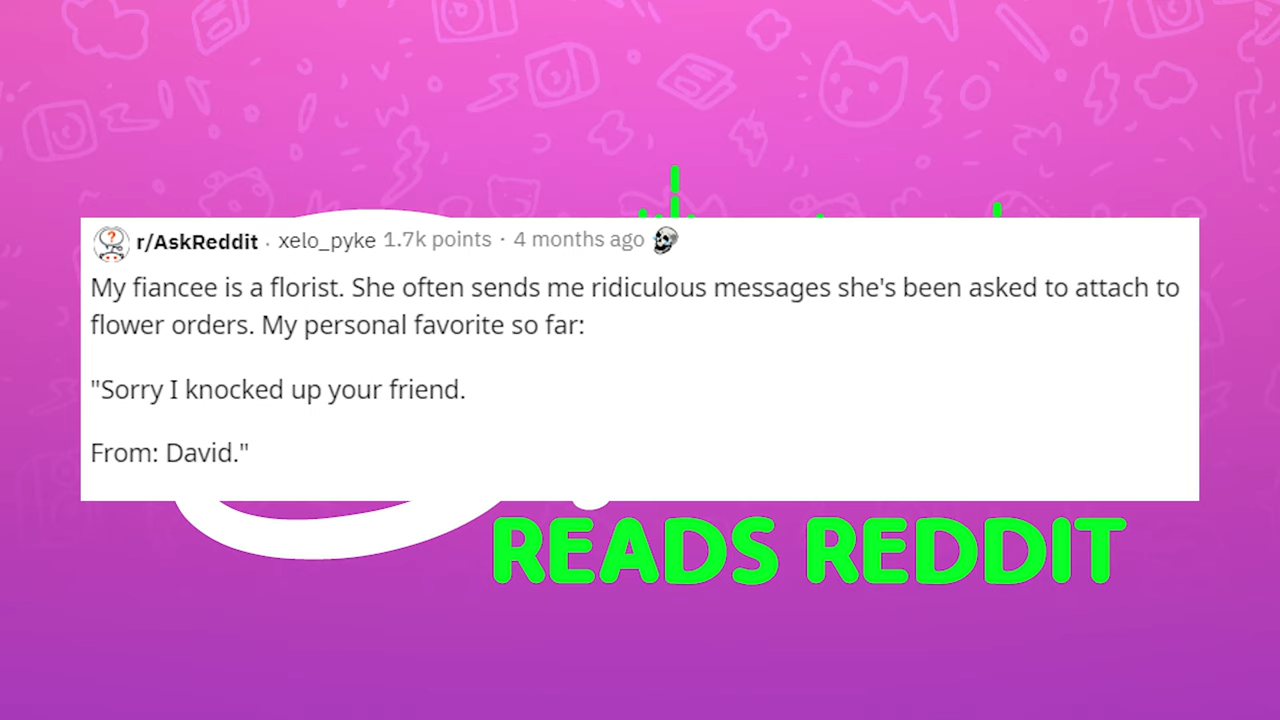 r/AskReddit · xelo_pyke 1.7k points · 4 months ago
My fiancee is a florist. She often sends me ridiculous messages she's been asked to attach to
flower orders. My personal favorite so far:
"Sorry I knocked up your friend.
From: David."
READS REDDIT